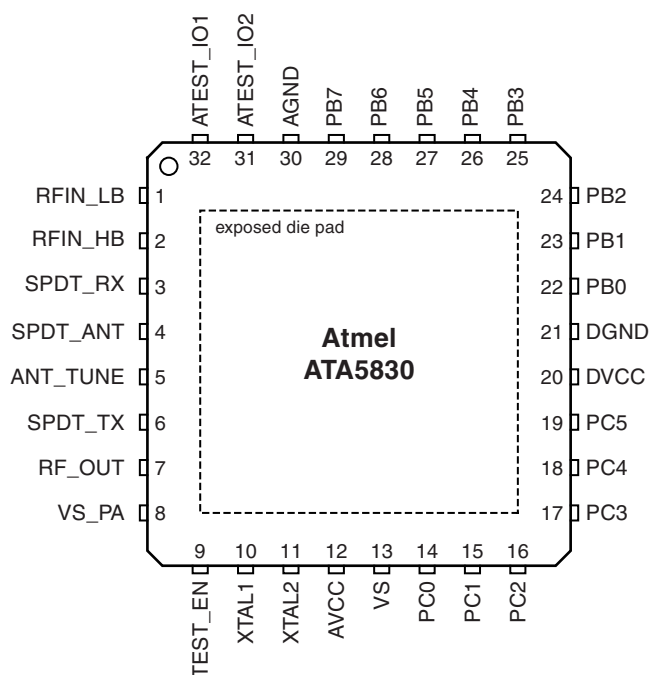 ATEST_IO1
ATEST_IO2
AGND
PB7
PB6
PB5
PB4
PB3
32 31 30 29 28 27 26 25
RFIN_LB 1
RFIN_HB 2
SPDT_RX 3
SPDT_ANT 4
ANT_TUNE 5
SPDT_TX 6
RF_OUT 7
VS_PA 8
exposed die pad
Atmel
ATA5830
24 PB2
23 PB1
22 PB0
21 DGND
20 DVCC
19 PC5
18 PC4
17 PC3
9 10 11 12 13 14 15 16
TEST_EN
XTAL1
XTAL2
AVCC
VS
PC0
PC1
PC2